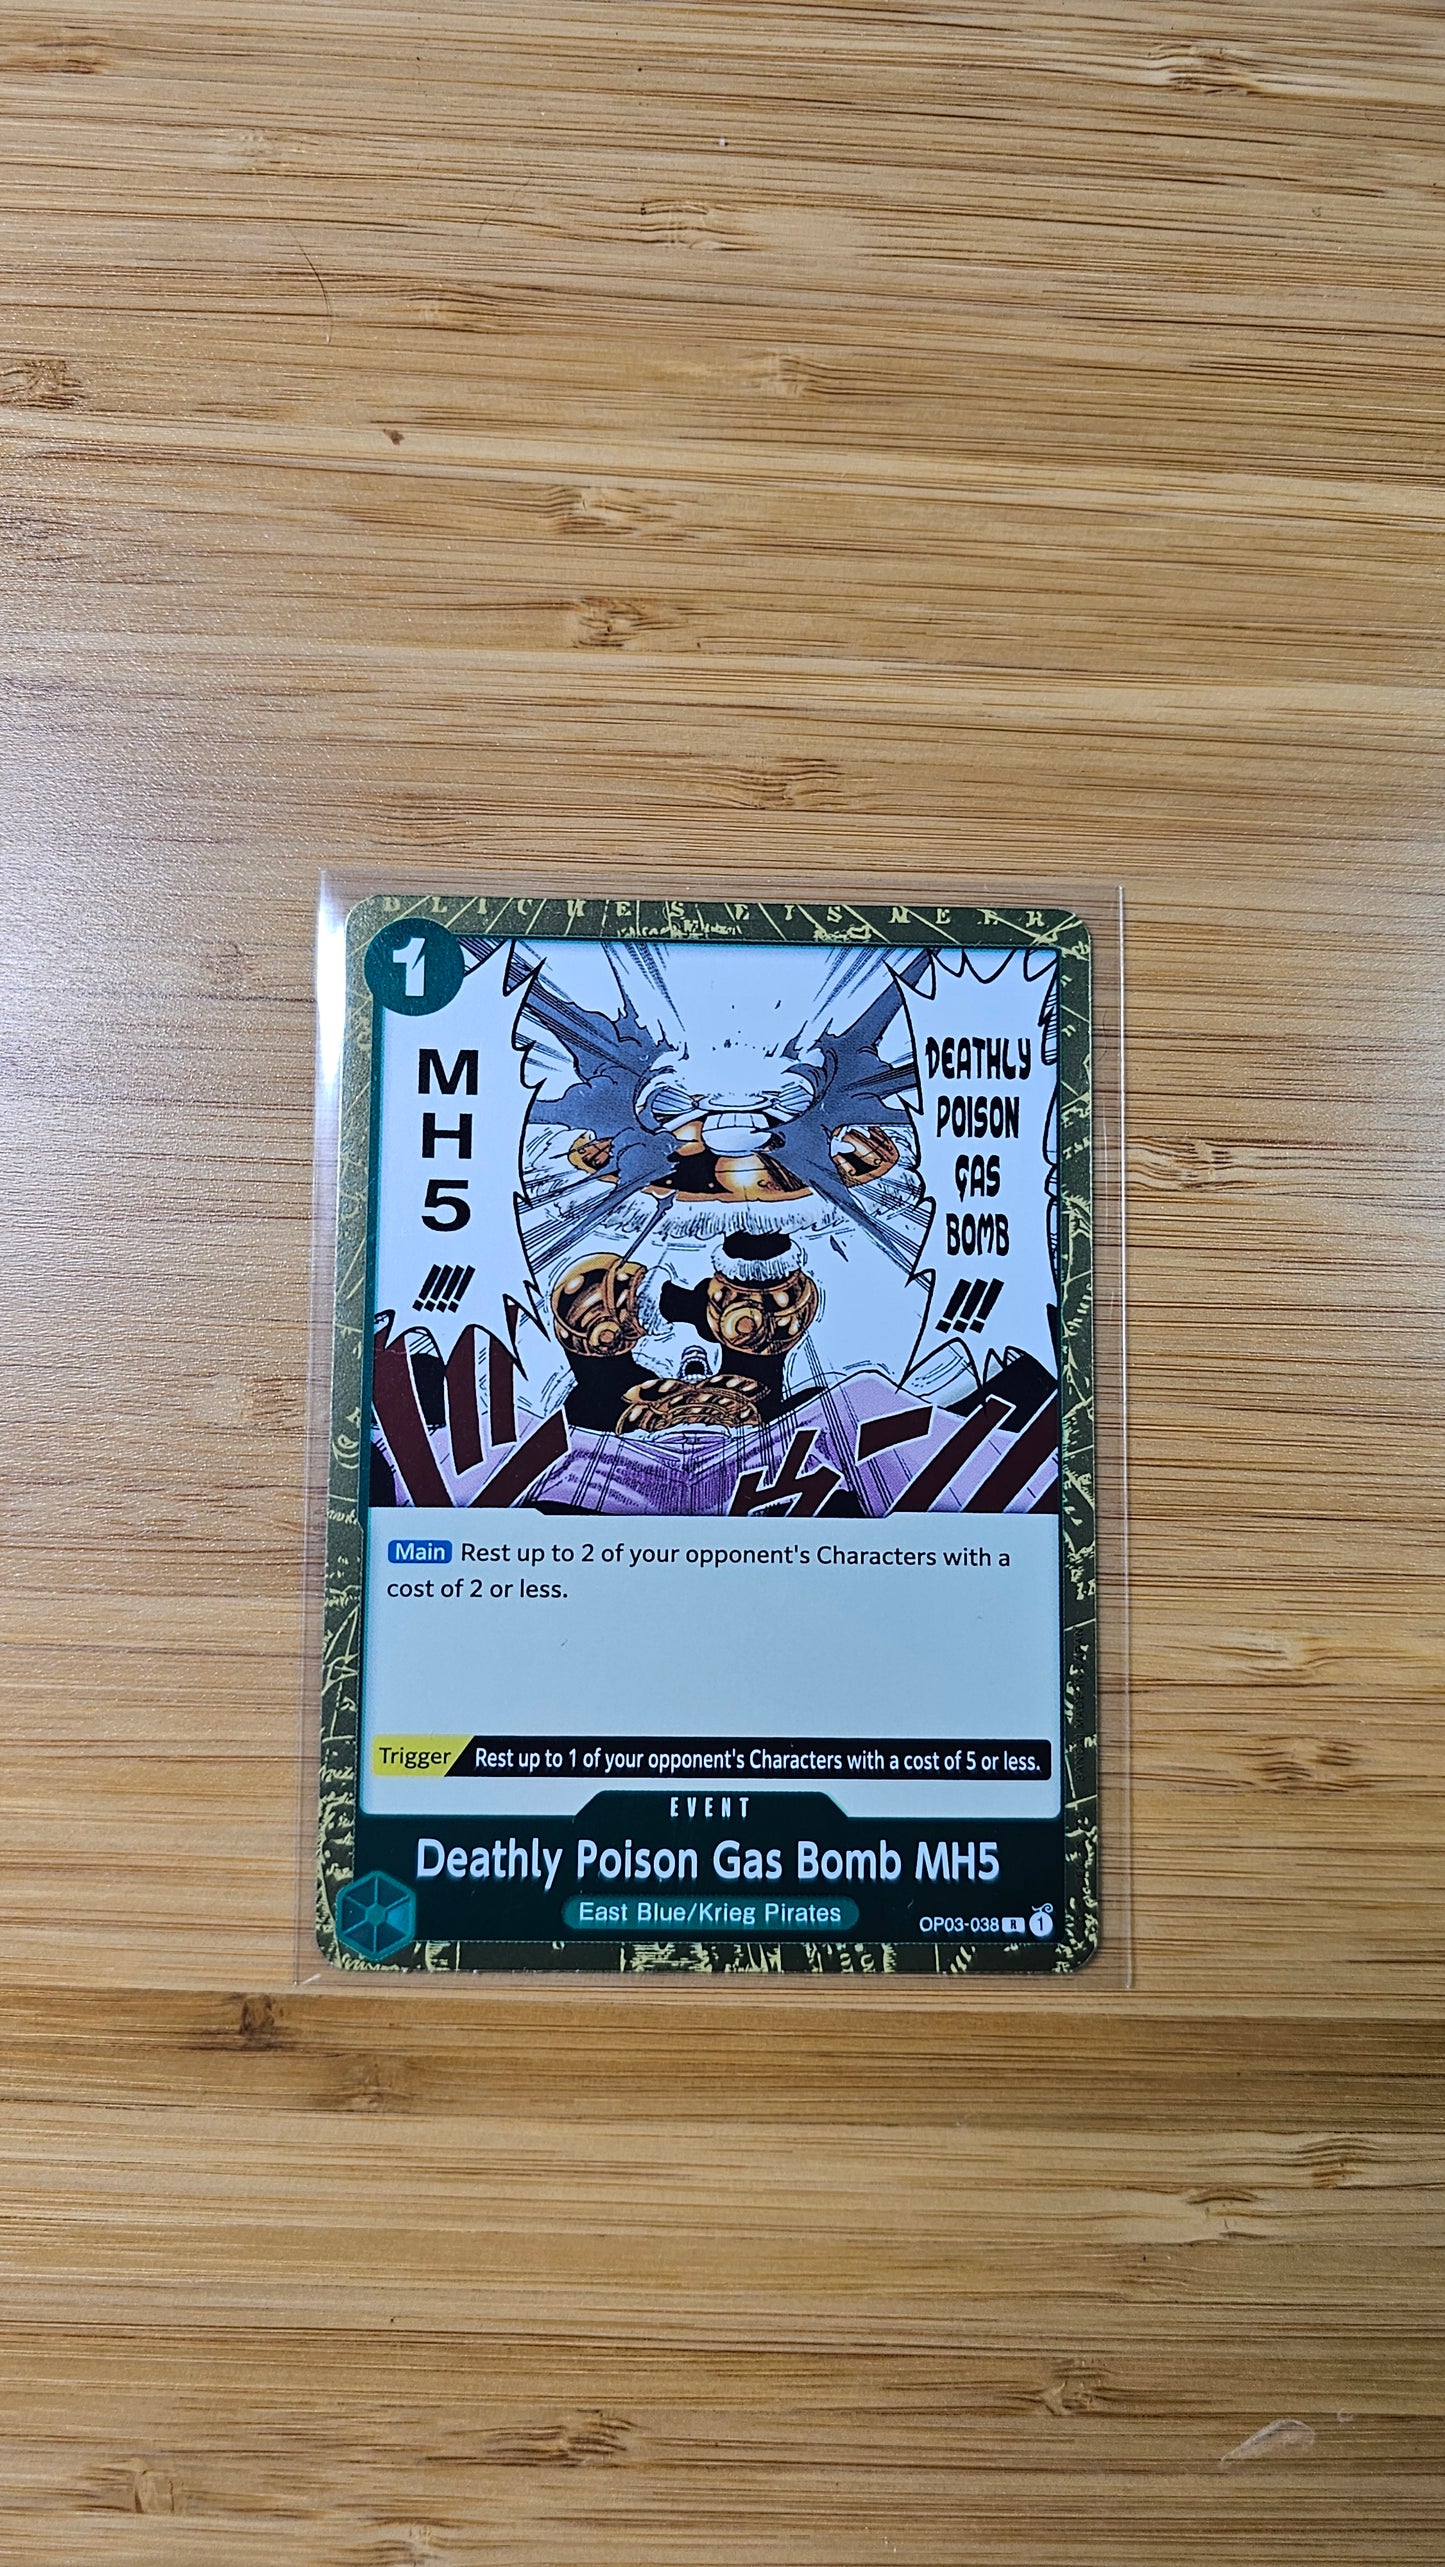 1
M
H
5
!!!!
DEATHLY
POISON
GAS
BOMB
!!!
Main Rest up to 2 of your opponent's Characters with a
cost of 2 or less.
Trigger Rest up to 1 of your opponent's Characters with a cost of 5 or less.
EVENT
Deathly Poison Gas Bomb MH5
East Blue/Krieg Pirates
OP03-038 R 1